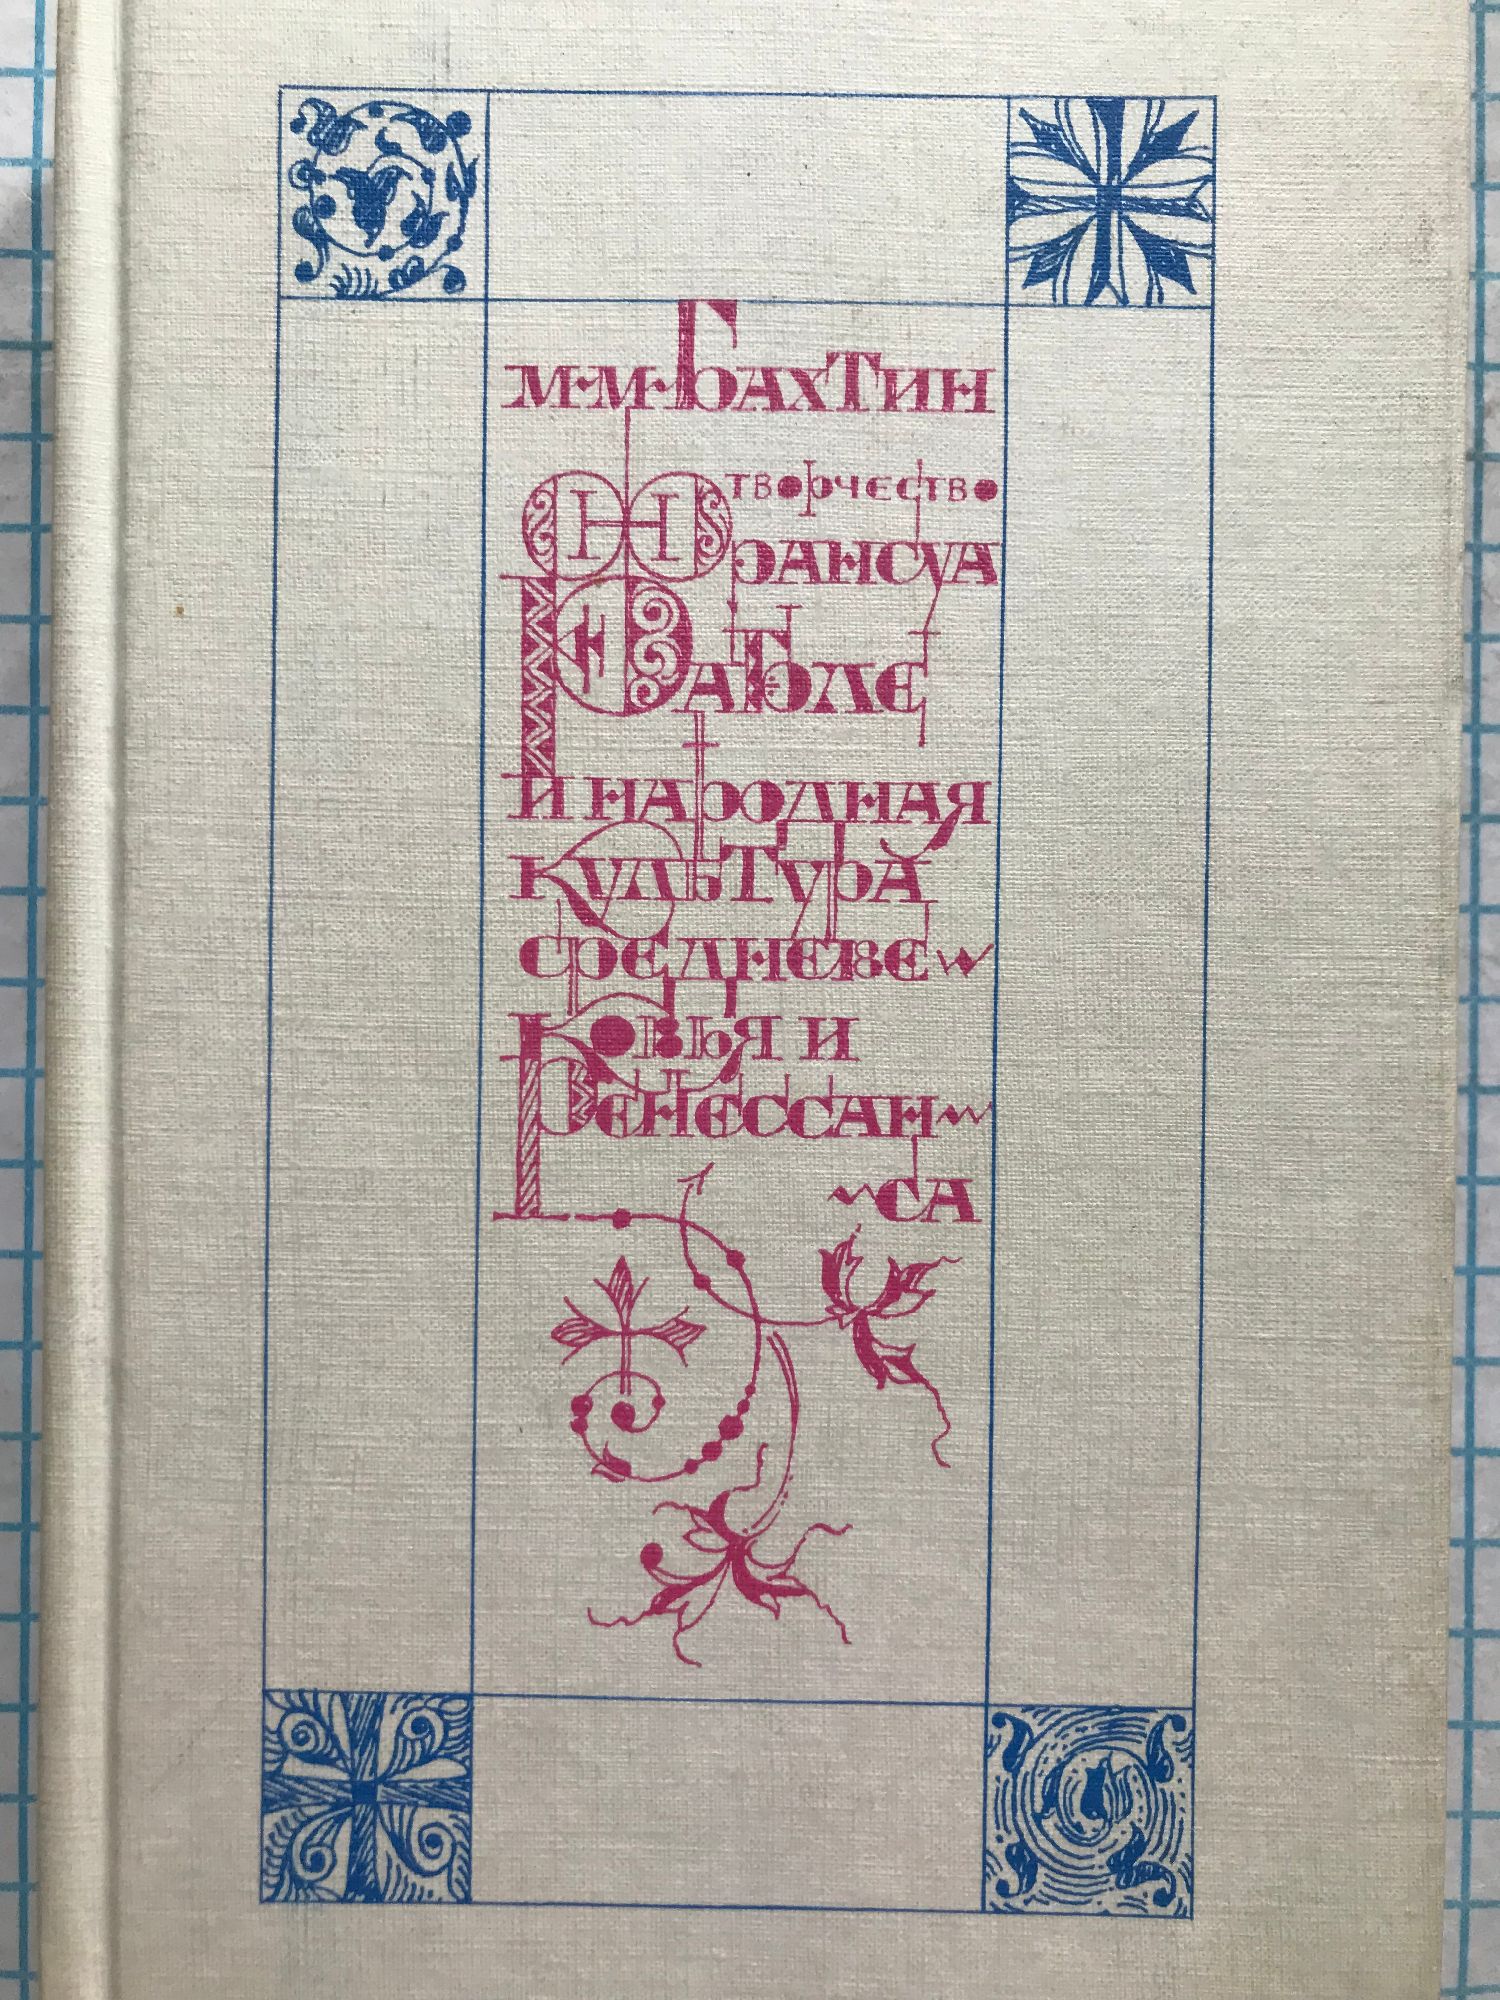 М·М·БАХТИН
ТВОРЧЕСТВО
ФРАНСУА
РАБЛЕ
И НАРОДНАЯ
КУЛЬТУРА
СРЕДНЕВЕ~
КОВЬЯ И
РЕНЕССАН~
~СА